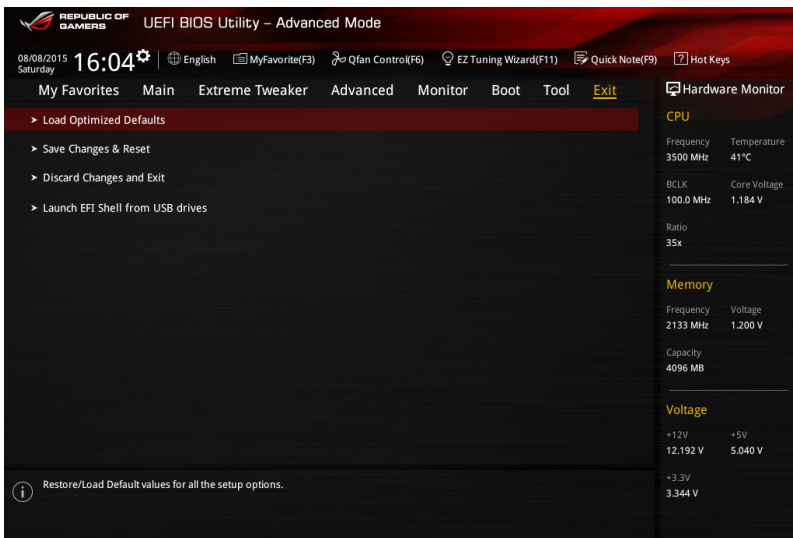 REPUBLIC OF
GAMERS
UEFI BIOS Utility – Advanced Mode
08/08/2015
Saturday
16:04
English
MyFavorite(F3)
Qfan Control(F6)
EZ Tuning Wizard(F11)
Quick Note(F9)
? Hot Keys
My Favorites
Main
Extreme Tweaker
Advanced
Monitor
Boot
Tool
Exit
Hardware Monitor
> Load Optimized Defaults
> Save Changes & Reset
> Discard Changes and Exit
> Launch EFI Shell from USB drives
CPU
Frequency Temperature
3500 MHz 41°C
BCLK Core Voltage
100.0 MHz 1.184 V
Ratio
35x
Memory
Frequency Voltage
2133 MHz 1.200 V
Capacity
4096 MB
Voltage
+12V +5V
12.192 V 5.040 V
+3.3V
3.344 V
i
Restore/Load Default values for all the setup options.